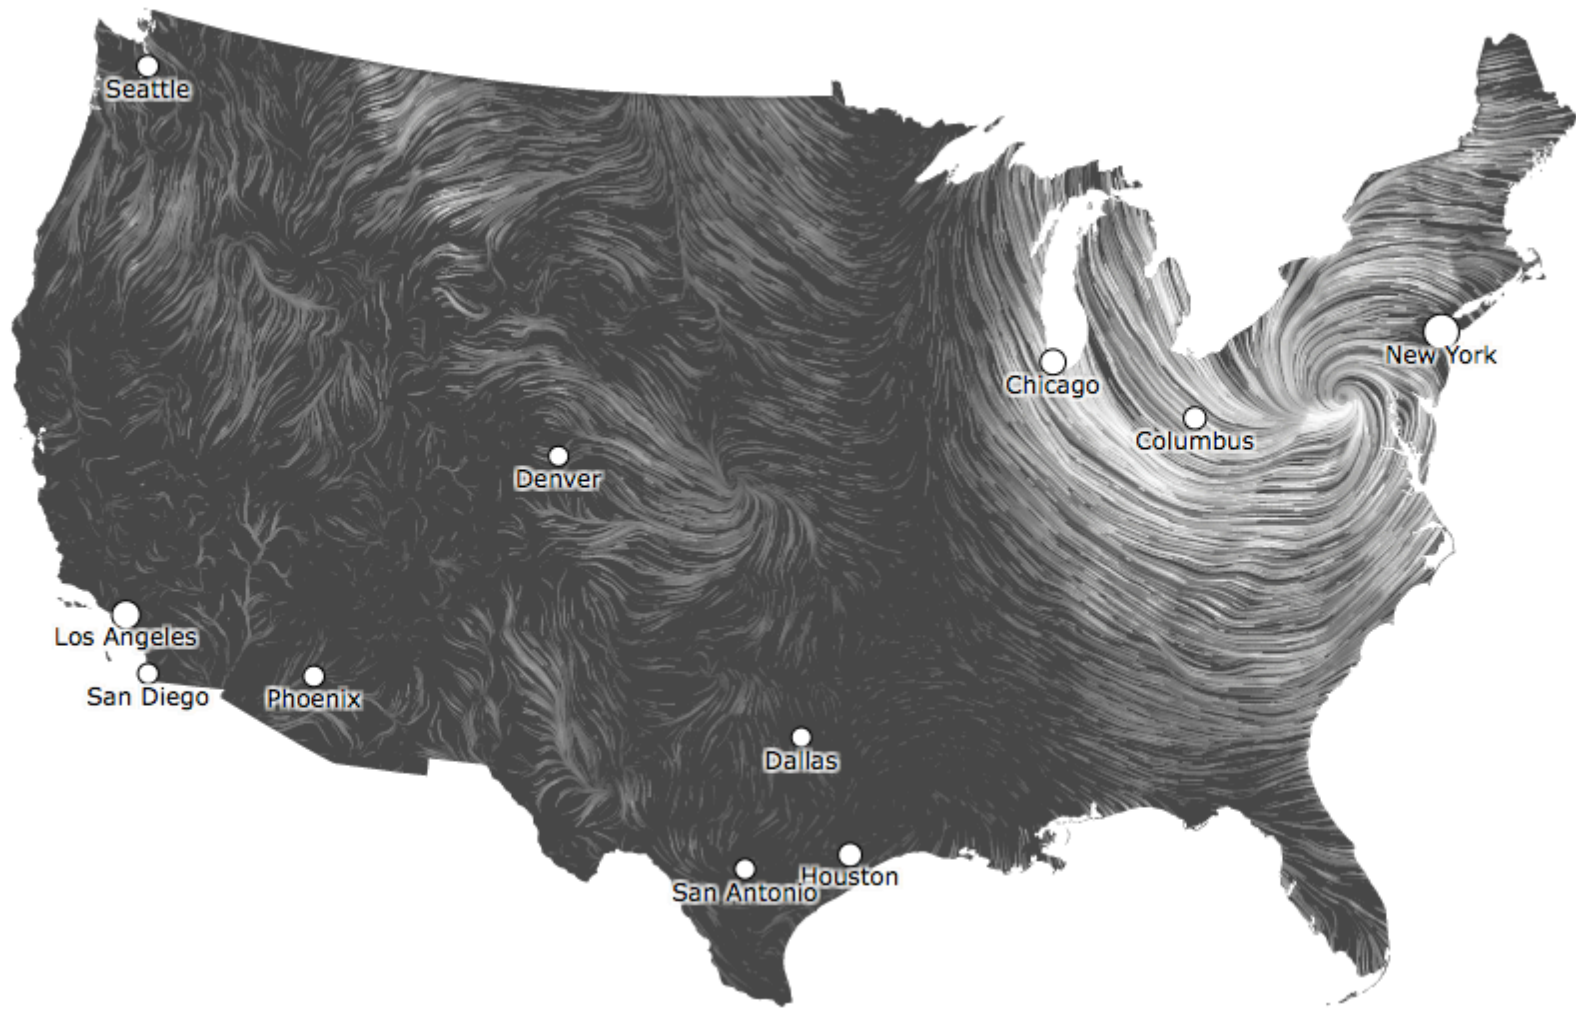 Seattle
New York
Chicago
Columbus
Denver
Los Angeles
San Diego
Phoenix
Dallas
Houston
San Antonio